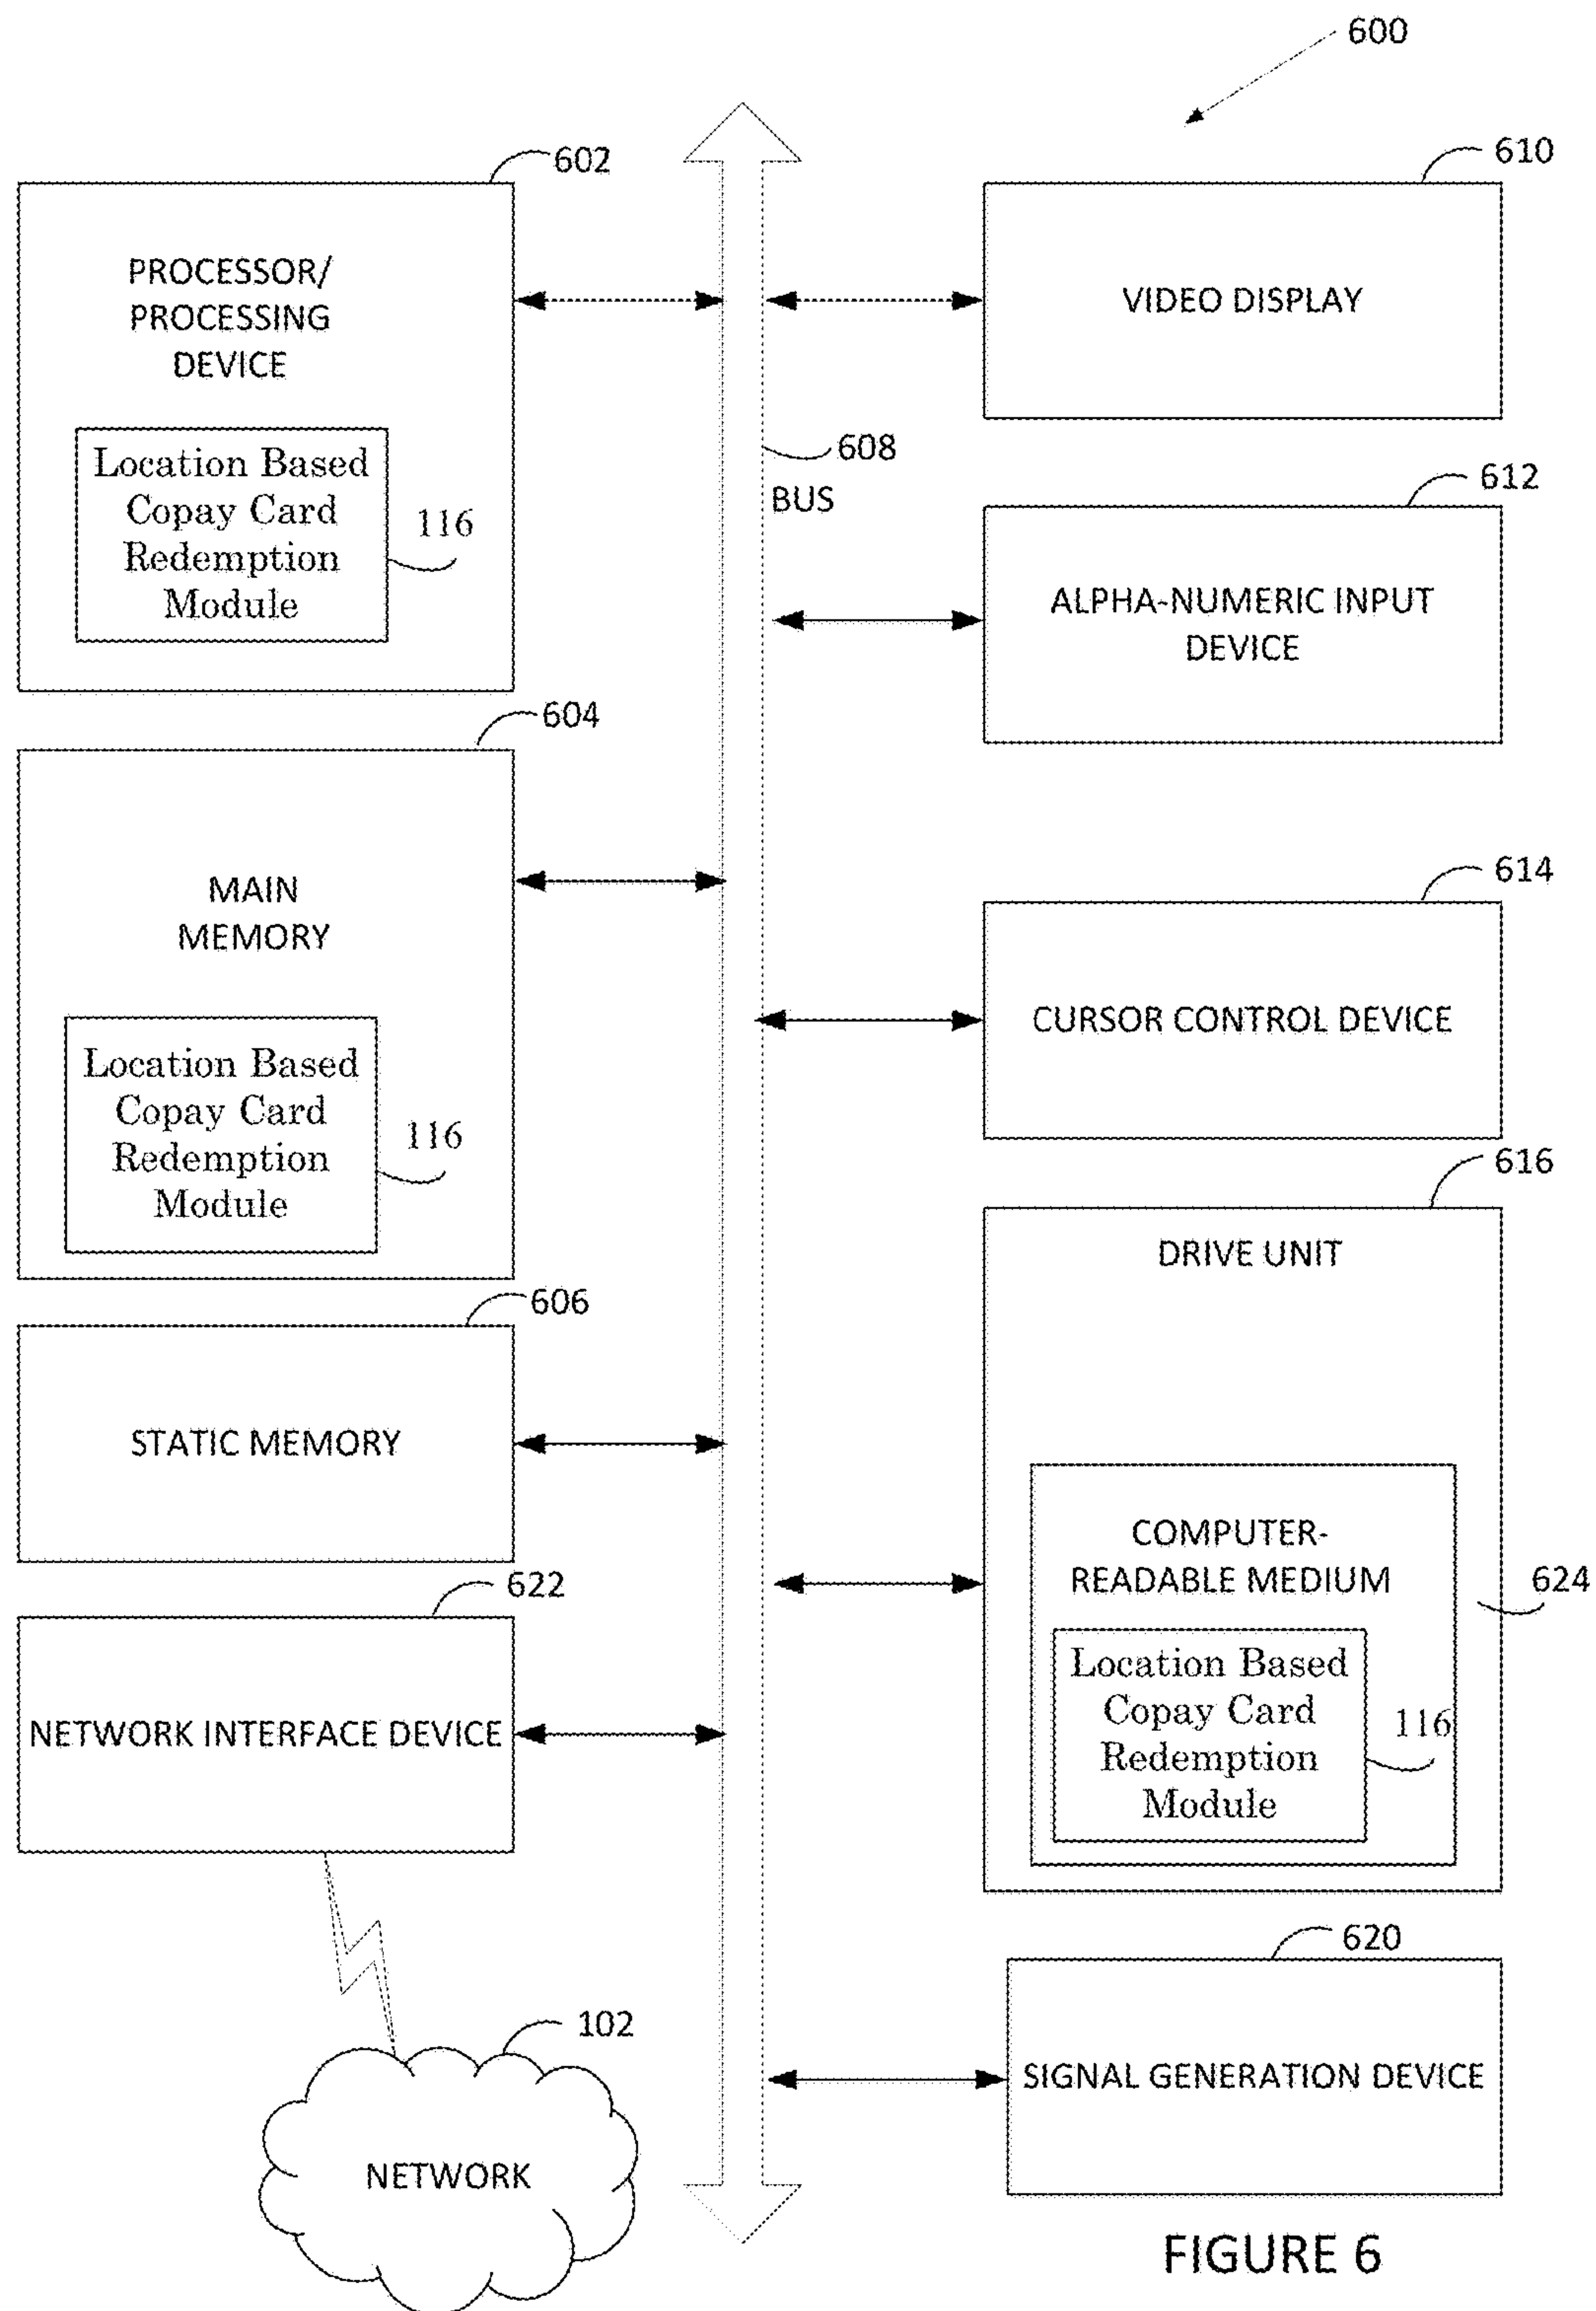 600
602
PROCESSOR/
PROCESSING
DEVICE
Location Based
Copay Card
Redemption
Module
116
604
MAIN
MEMORY
Location Based
Copay Card
Redemption
Module
116
606
STATIC MEMORY
622
NETWORK INTERFACE DEVICE
102
NETWORK
608
BUS
610
VIDEO DISPLAY
612
ALPHA-NUMERIC INPUT
DEVICE
614
CURSOR CONTROL DEVICE
616
DRIVE UNIT
COMPUTER-
READABLE MEDIUM
624
Location Based
Copay Card
Redemption
Module
116
620
SIGNAL GENERATION DEVICE
FIGURE 6